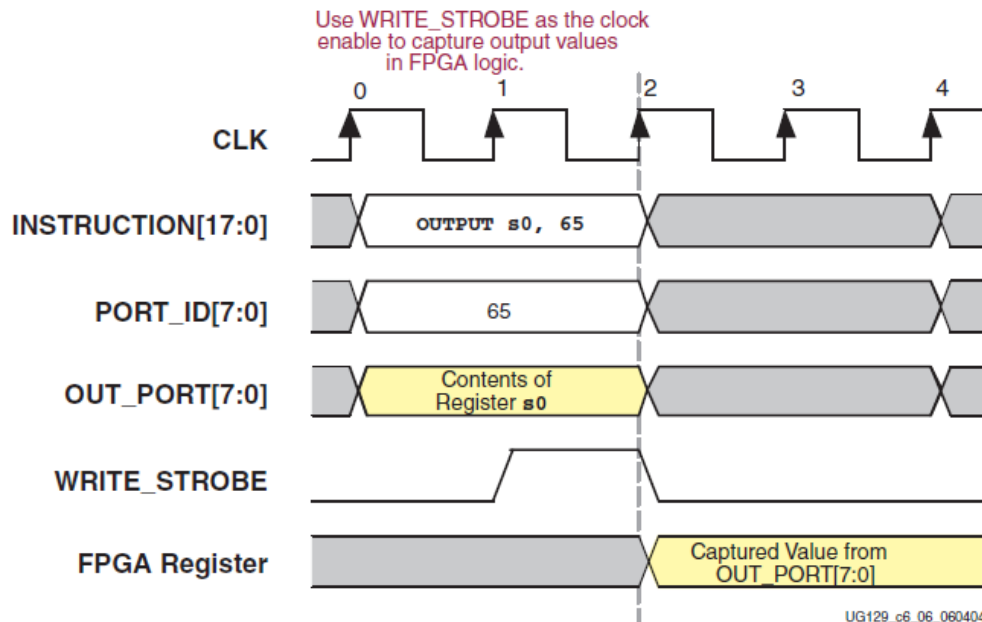 Use WRITE_STROBE as the clock
enable to capture output values
in FPGA logic.
0 1 2 3 4
CLK
INSTRUCTION[17:0] OUTPUT s0, 65
PORT_ID[7:0] 65
OUT_PORT[7:0] Contents of
Register s0
WRITE_STROBE
FPGA Register Captured Value from
OUT_PORT[7:0]
UG129_c6_06_060404